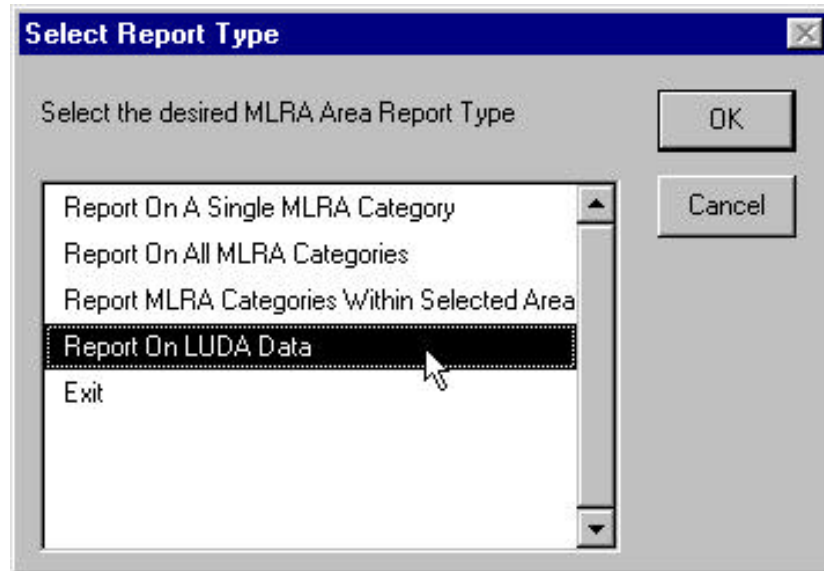 Select Report Type
Select the desired MLRA Area Report Type
OK
Cancel
Report On A Single MLRA Category
Report On All MLRA Categories
Report MLRA Categories Within Selected Area
Report On LUDA Data
Exit